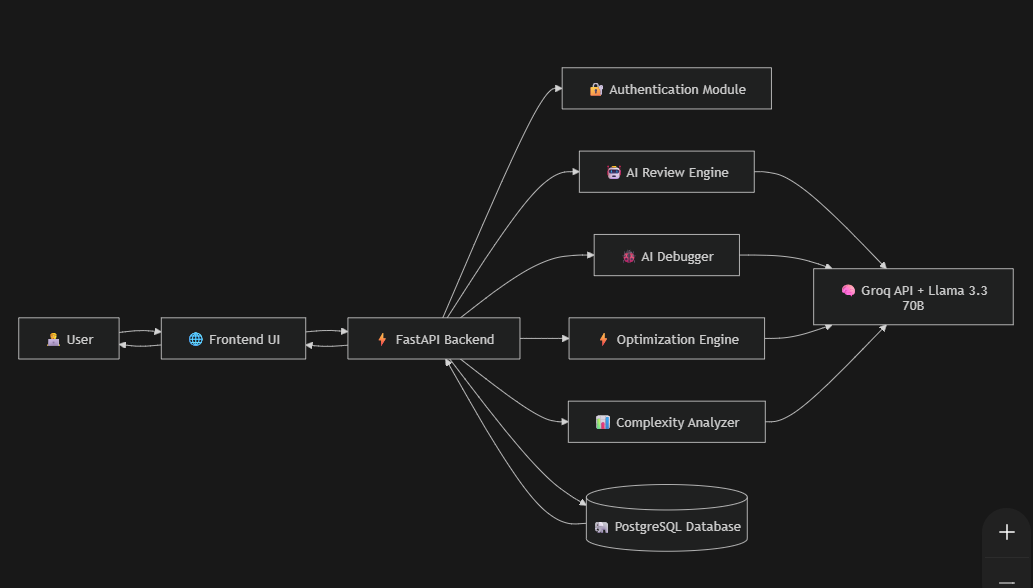 Authentication Module
AI Review Engine
AI Debugger
Groq API + Llama 3.3
70B
User
Frontend UI
FastAPI Backend
Optimization Engine
Complexity Analyzer
PostgreSQL Database